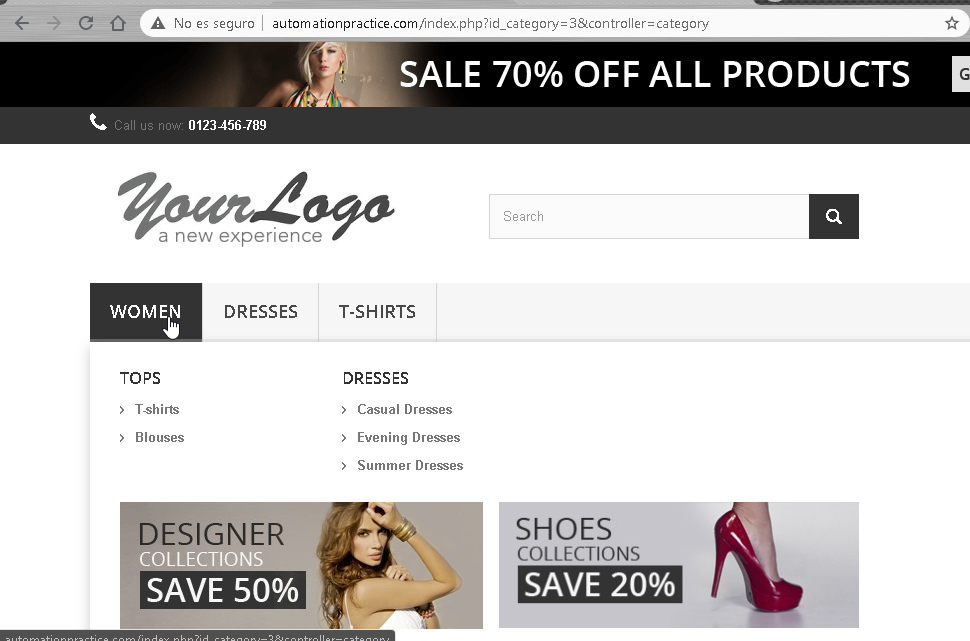 No es seguro automationpractice.com/index.php?id_category=3&controller=category
SALE 70% OFF ALL PRODUCTS
G
Call us now: 0123-456-789
YourLogo
a new experience
Search
WOMEN DRESSES T-SHIRTS
TOPS DRESSES
T-shirts Casual Dresses
Blouses Evening Dresses
Summer Dresses
DESIGNER
COLLECTIONS
SAVE 50%
SHOES
COLLECTIONS
SAVE 20%
automationpractice.com/index.php?id_category=3&controller=category